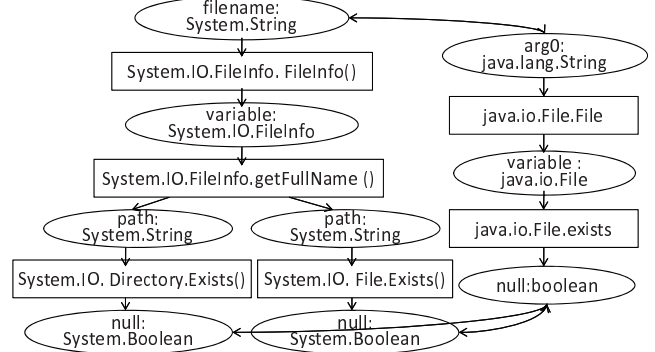 filename:
System.String
System.IO.FileInfo. FileInfo()
variable:
System.IO.FileInfo
System.IO.FileInfo.getFullName ()
path:
System.String
System.IO. Directory.Exists()
null:
System.Boolean
path:
System.String
System.IO. File.Exists()
null:
System.Boolean
arg0:
java.lang.String
java.io.File.File
variable :
java.io.File
java.io.File.exists
null:boolean